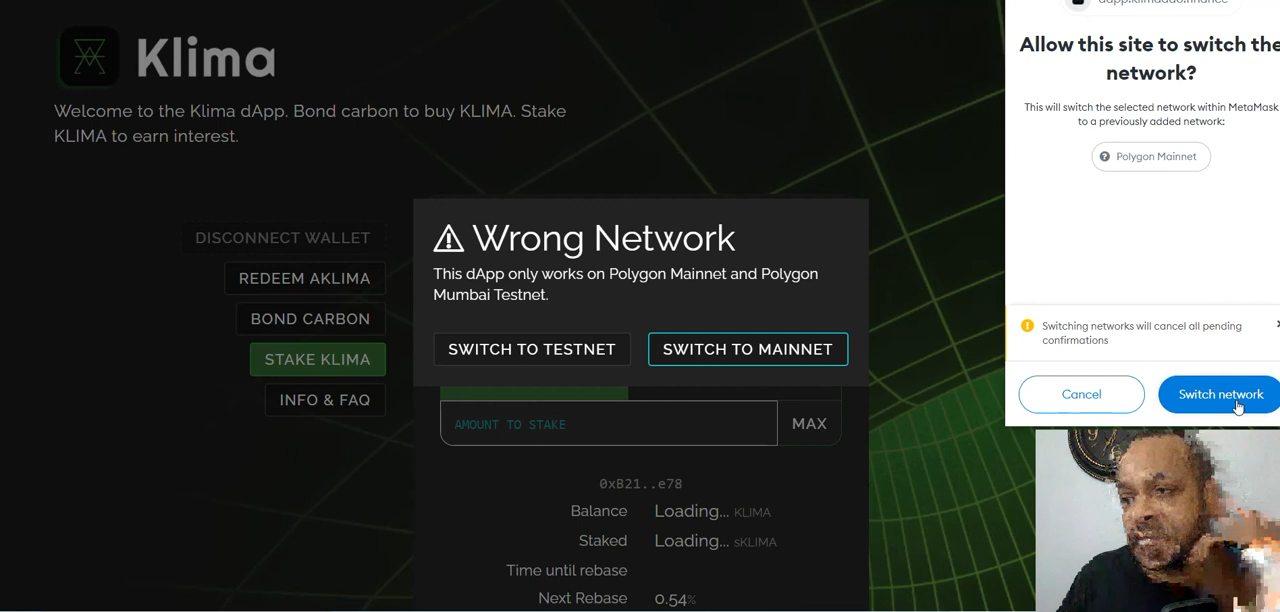 Klima
Welcome to the Klima dApp. Bond carbon to buy KLIMA. Stake
KLIMA to earn interest.
DISCONNECT WALLET
REDEEM AKLIMA
BOND CARBON
STAKE KLIMA
INFO & FAQ
Wrong Network
This dApp only works on Polygon Mainnet and Polygon
Mumbai Testnet.
SWITCH TO TESTNET
SWITCH TO MAINNET
AMOUNT TO STAKE
MAX
0xB21..e78
Balance Loading... KLIMA
Staked Loading... sKLIMA
Time until rebase
Next Rebase 0.54%
Allow this site to switch the
network?
This will switch the selected network within MetaMask
to a previously added network:
Polygon Mainnet
Switching networks will cancel all pending
confirmations
Cancel
Switch network